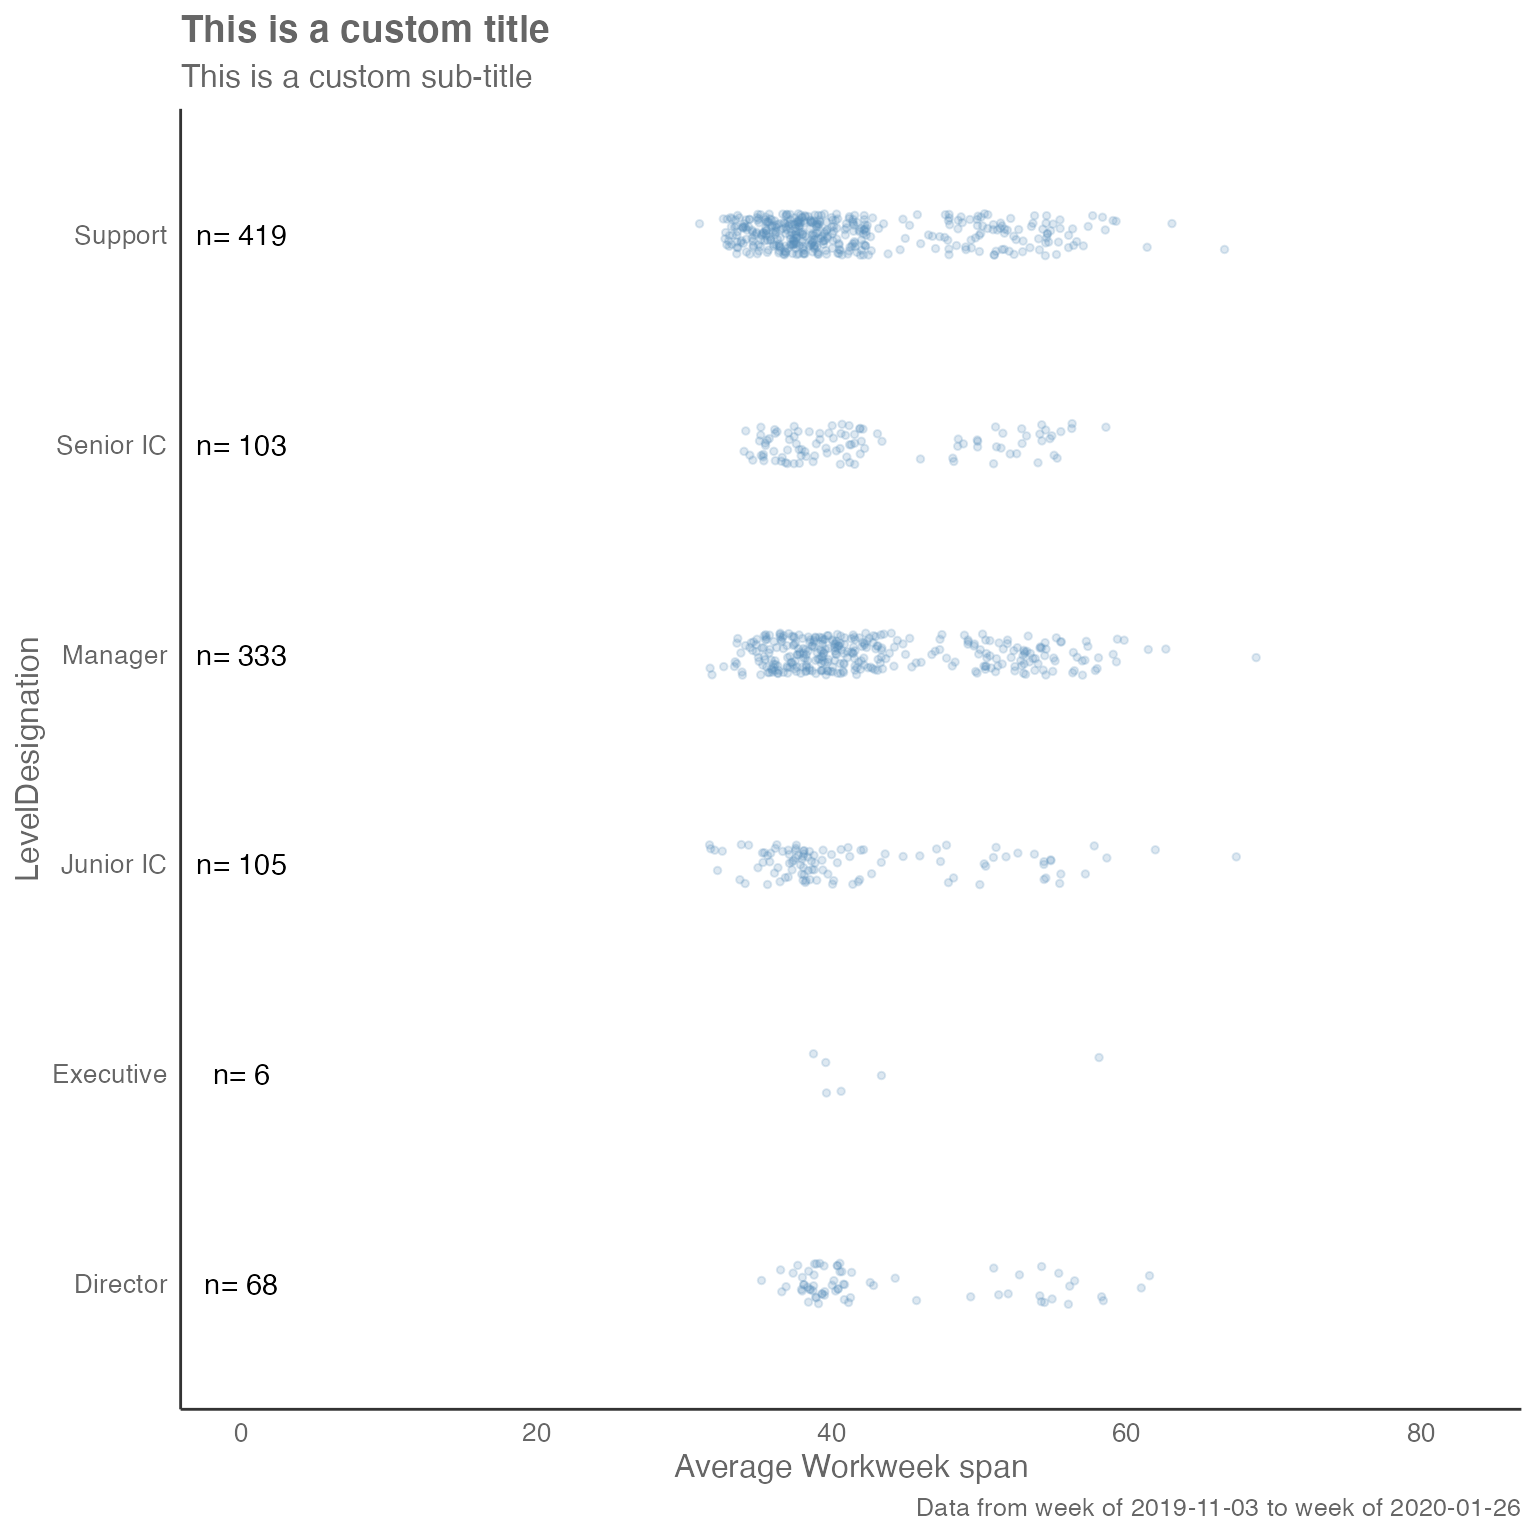 This is a custom title
This is a custom sub-title
Support n= 419
Senior IC n= 103
Manager n= 333
LevelDesignation
Junior IC n= 105
Executive n= 6
Director n= 68
0 20 40 60 80
Average Workweek span
Data from week of 2019-11-03 to week of 2020-01-26